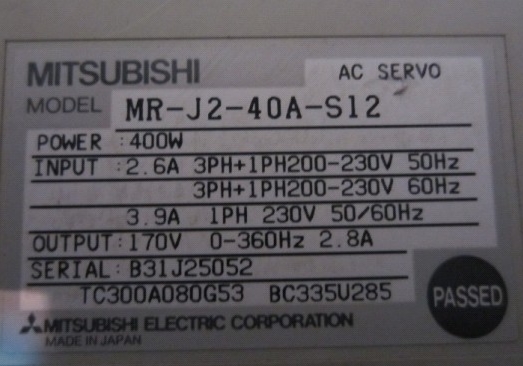 MITSUBISHI AC SERVO
MODEL MR-J2-40A-S12
POWER :400W
INPUT :2.6A 3PH+1PH200-230V 50Hz
3PH+1PH200-230V 60Hz
3.9A 1PH 230V 50/60Hz
OUTPUT:170V 0-360Hz 2.8A
SERIAL:B31J25052
TC300A080G53 BC335U285
PASSED
MITSUBISHI ELECTRIC CORPORATION
MADE IN JAPAN